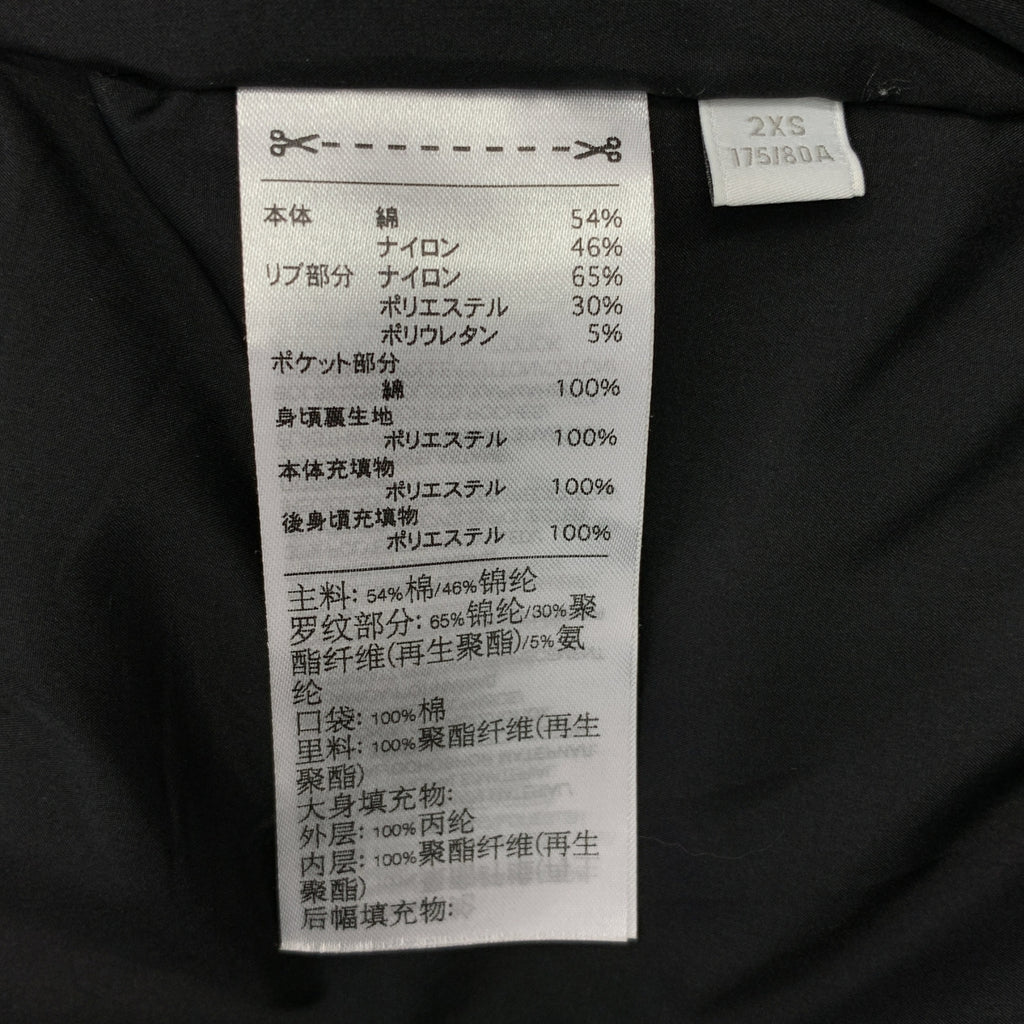 本体 綿 54%
ナイロン 46%
リブ部分 ナイロン 65%
ポリエステル 30%
ポリウレタン 5%
ポケット部分
綿 100%
身頃裏生地
ポリエステル 100%
本体充填物
ポリエステル 100%
後身頃充填物
ポリエステル 100%
主料: 54%棉/46%锦纶
罗纹部分: 65%锦纶/30%聚
酯纤维(再生聚酯)/5%氨
纶
口袋: 100%棉
里料: 100%聚酯纤维(再生
聚酯)
大身填充物:
外层: 100%丙纶
内层: 100%聚酯纤维(再生
聚酯)
后幅填充物:
2XS
175/80A